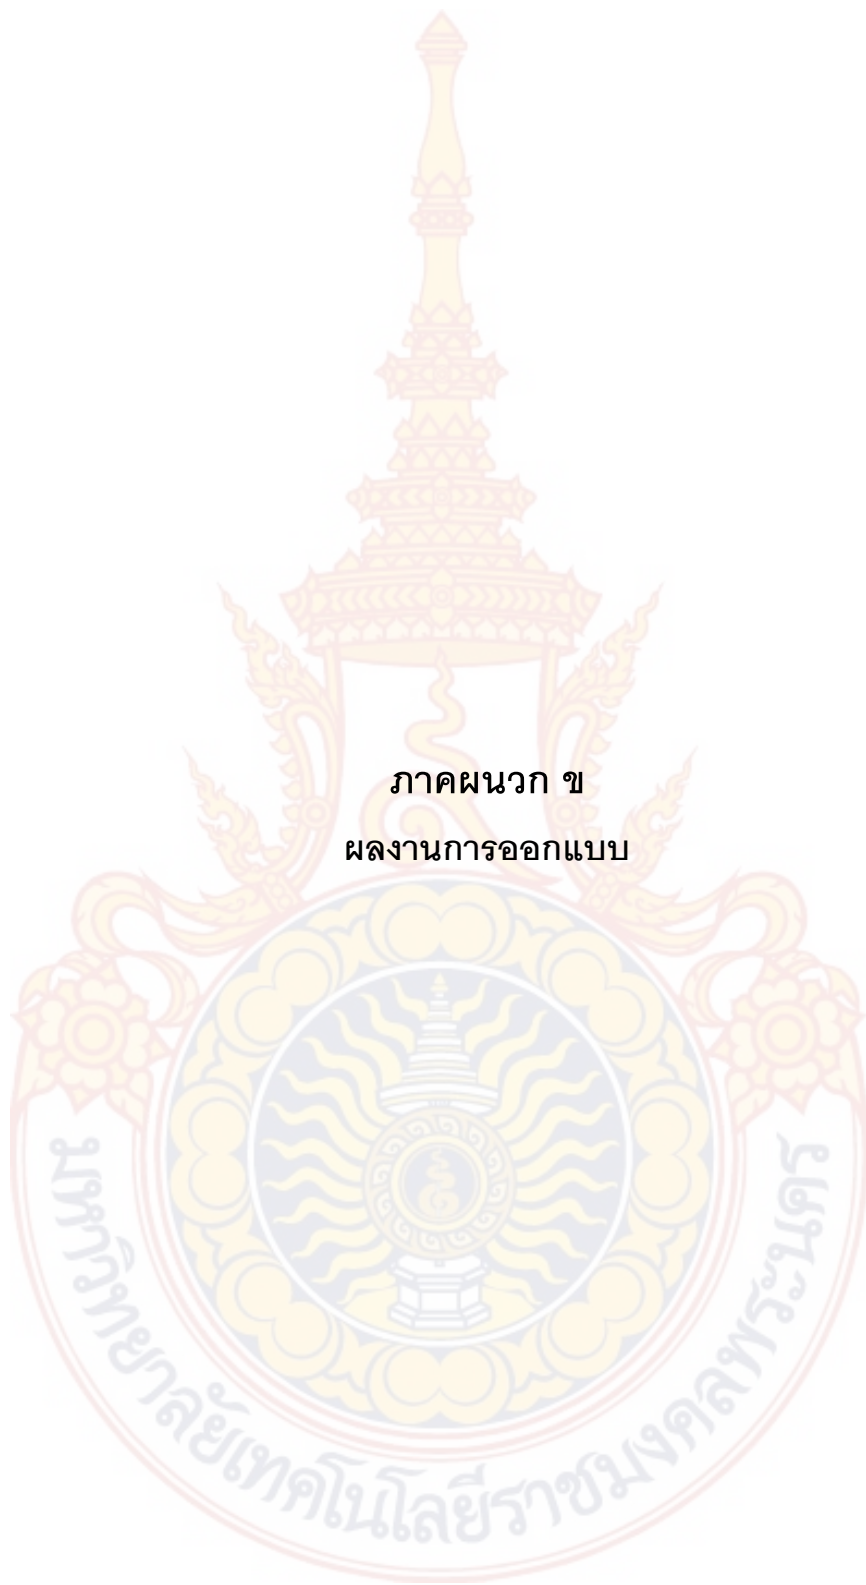 ภาคผนวก ข
ผลงานการออกแบบ
มหาวิทยาลัยเทคโนโลยีราชมงคลพระนคร